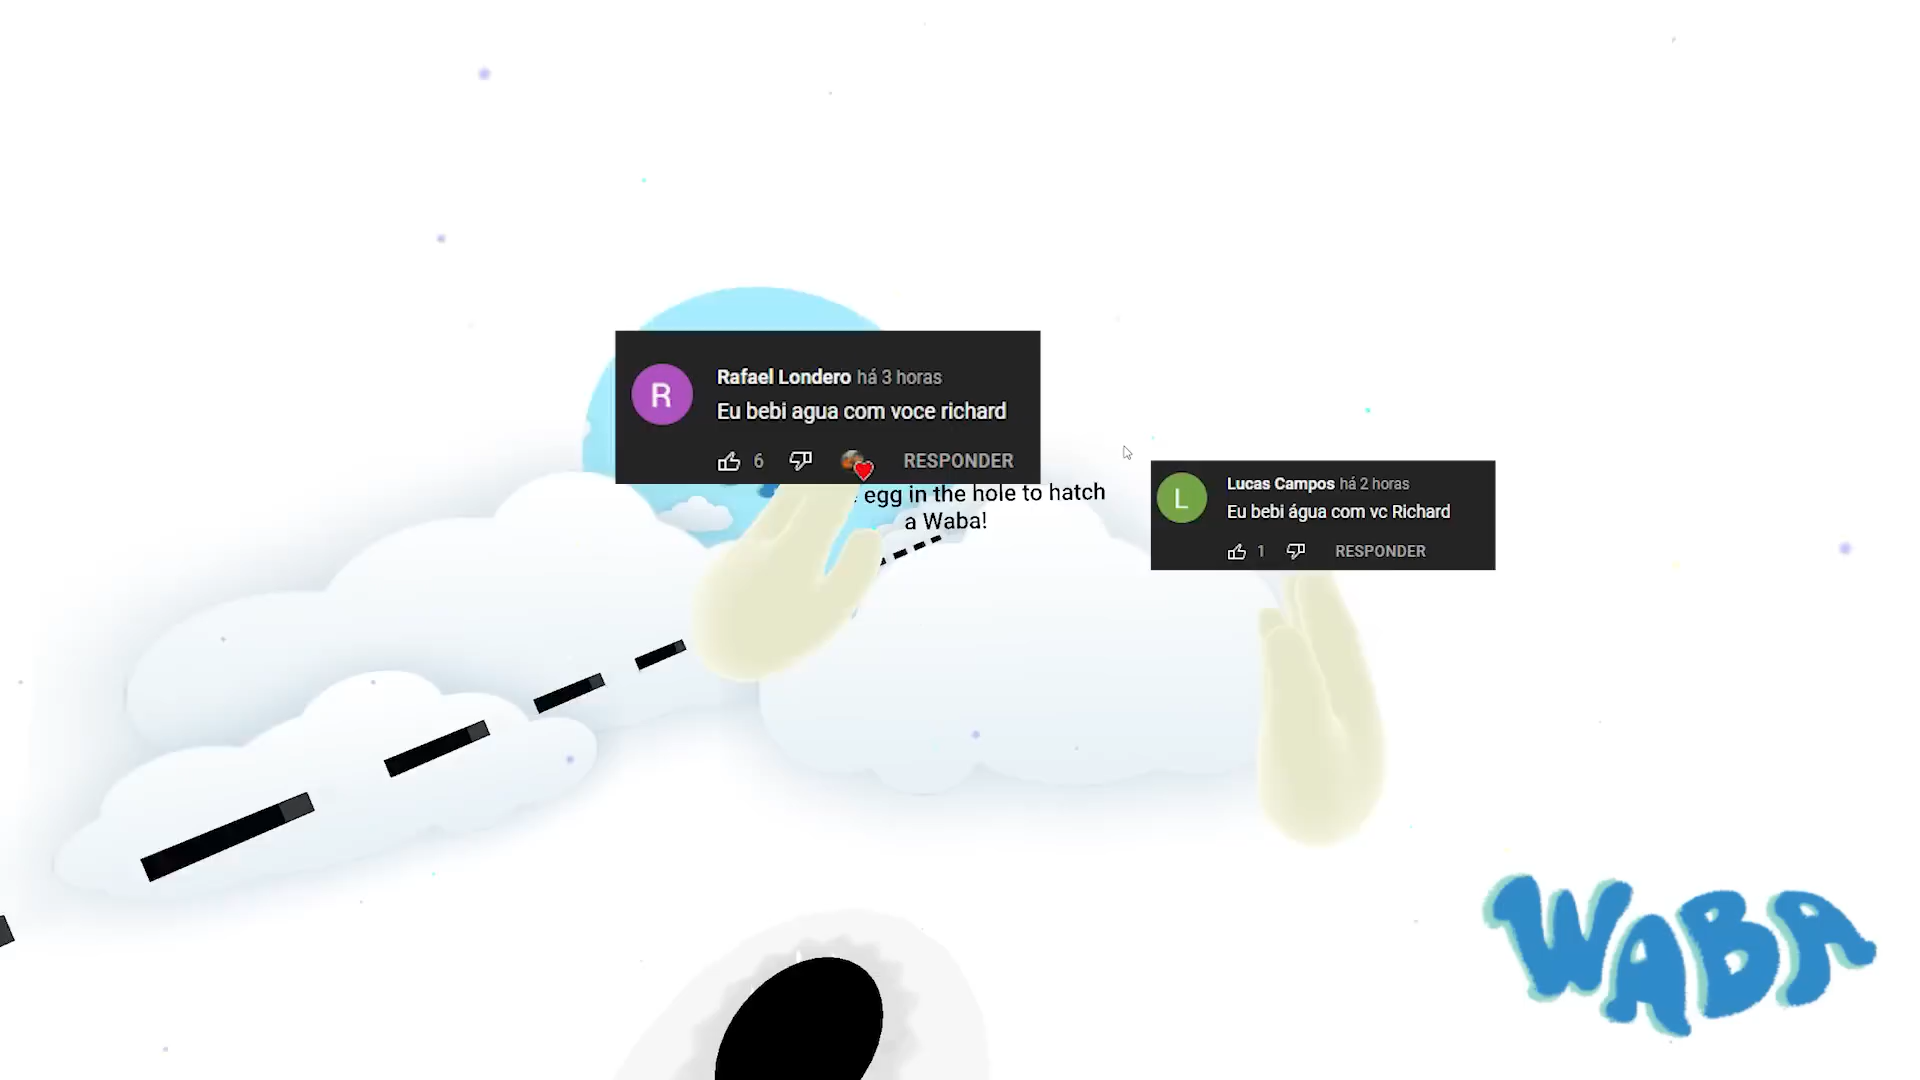 R
Rafael Londero há 3 horas
Eu bebi agua com voce richard
6
RESPONDER
egg in the hole to hatch
a Waba!
L
Lucas Campos há 2 horas
Eu bebi água com vc Richard
1
RESPONDER
WABA